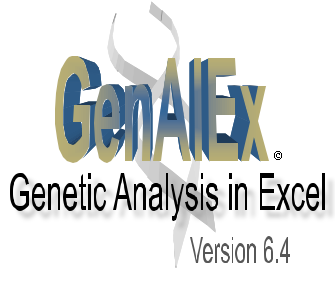 GenAlEx ©
Genetic Analysis in Excel
Version 6.4